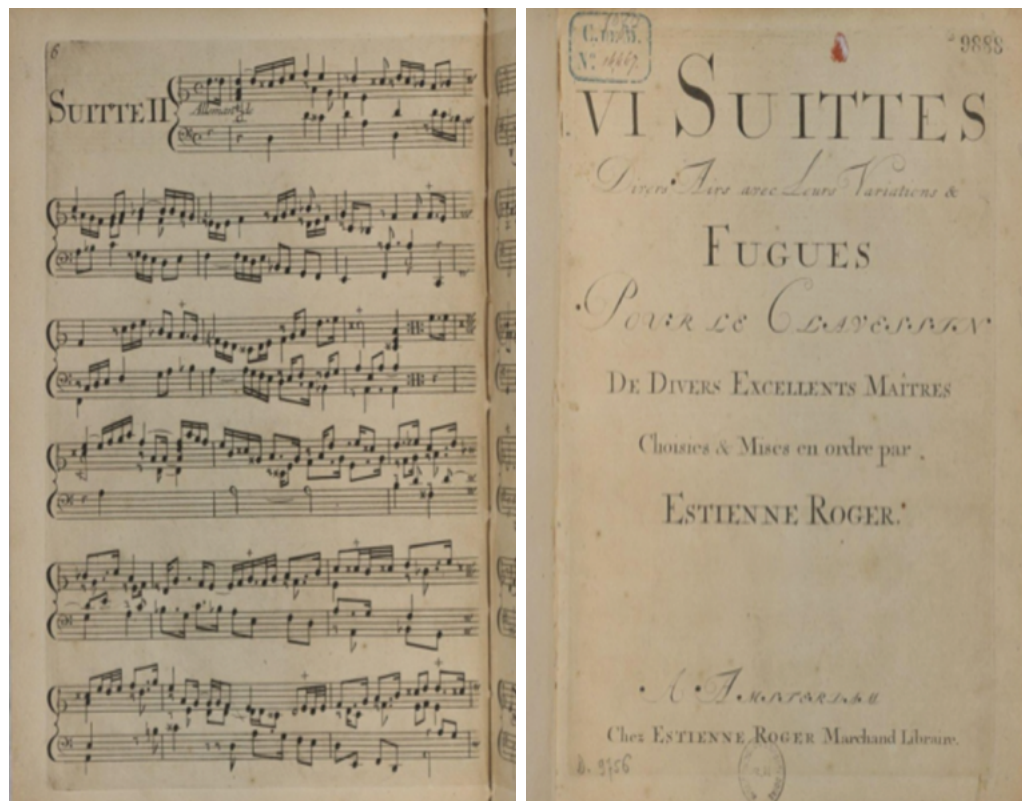 6
SUITTE II
Allemande
9888
VI SUITTES
Divers Airs avec Leurs Variations &
FUGUES
POUR LE CLAVESSIN
DE DIVERS EXCELLENTS MAÎTRES
Choisies & Mises en ordre par
ESTIENNE ROGER.
A AMSTERDAM
Chez ESTIENNE ROGER Marchand Libraire.